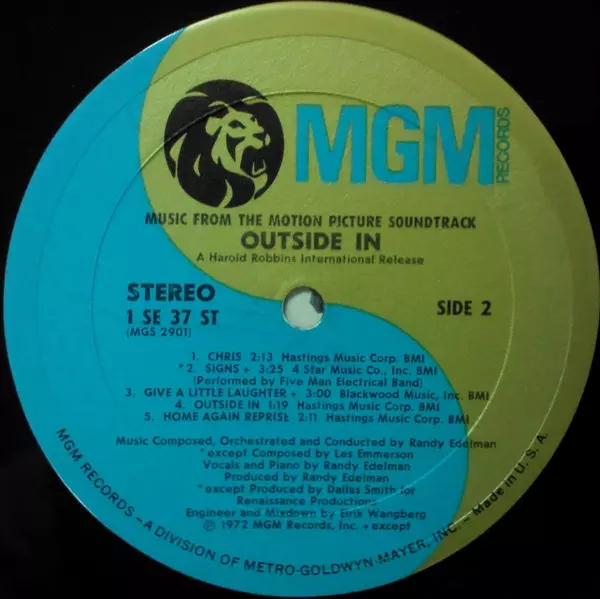 MGM
RECORDS
MUSIC FROM THE MOTION PICTURE SOUNDTRACK
OUTSIDE IN
A Harold Robbins International Release
STEREO
1 SE 37 ST
(MGS 2901)
SIDE 2
1. CHRIS 2:13 Hastings Music Corp. BMI
*2. SIGNS + 3:25 4 Star Music Co., Inc. BMI
(Performed by Five Man Electrical Band)
3. GIVE A LITTLE LAUGHTER + 3:00 Blackwood Music, Inc. BMI
4. OUTSIDE IN 1:19 Hastings Music Corp. BMI
5. HOME AGAIN REPRISE 2:11 Hastings Music Corp. BMI
Music Composed, Orchestrated and Conducted by Randy Edelman
*except Composed by Les Emmerson
Vocals and Piano by Randy Edelman
Produced by Randy Edelman
*except Produced by Dallas Smith for
Renaissance Productions
Engineer and Mixdown by Eirik Wangberg
Ⓟ 1972 MGM Records, Inc. + except
MGM RECORDS – A DIVISION OF METRO-GOLDWYN-MAYER, INC. – Made in U.S.A.